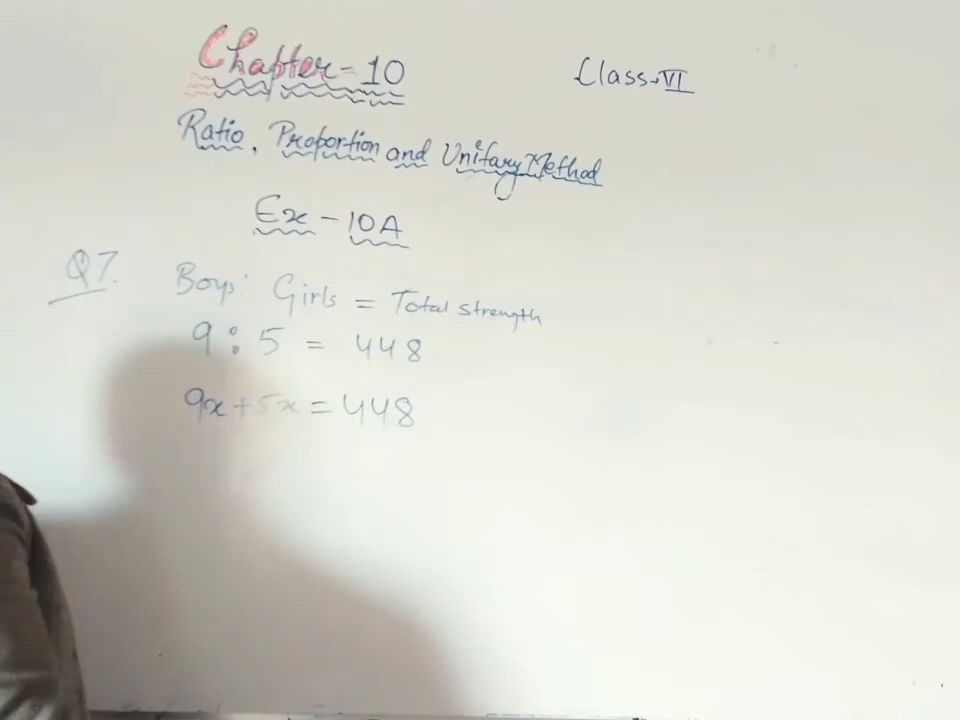 Chapter-10
Class-VI
Ratio, Proportion and Unitary Method
Ex - 10A
Q7. Boys: Girls = Total strength
9 : 5 = 448
9x+5x = 448